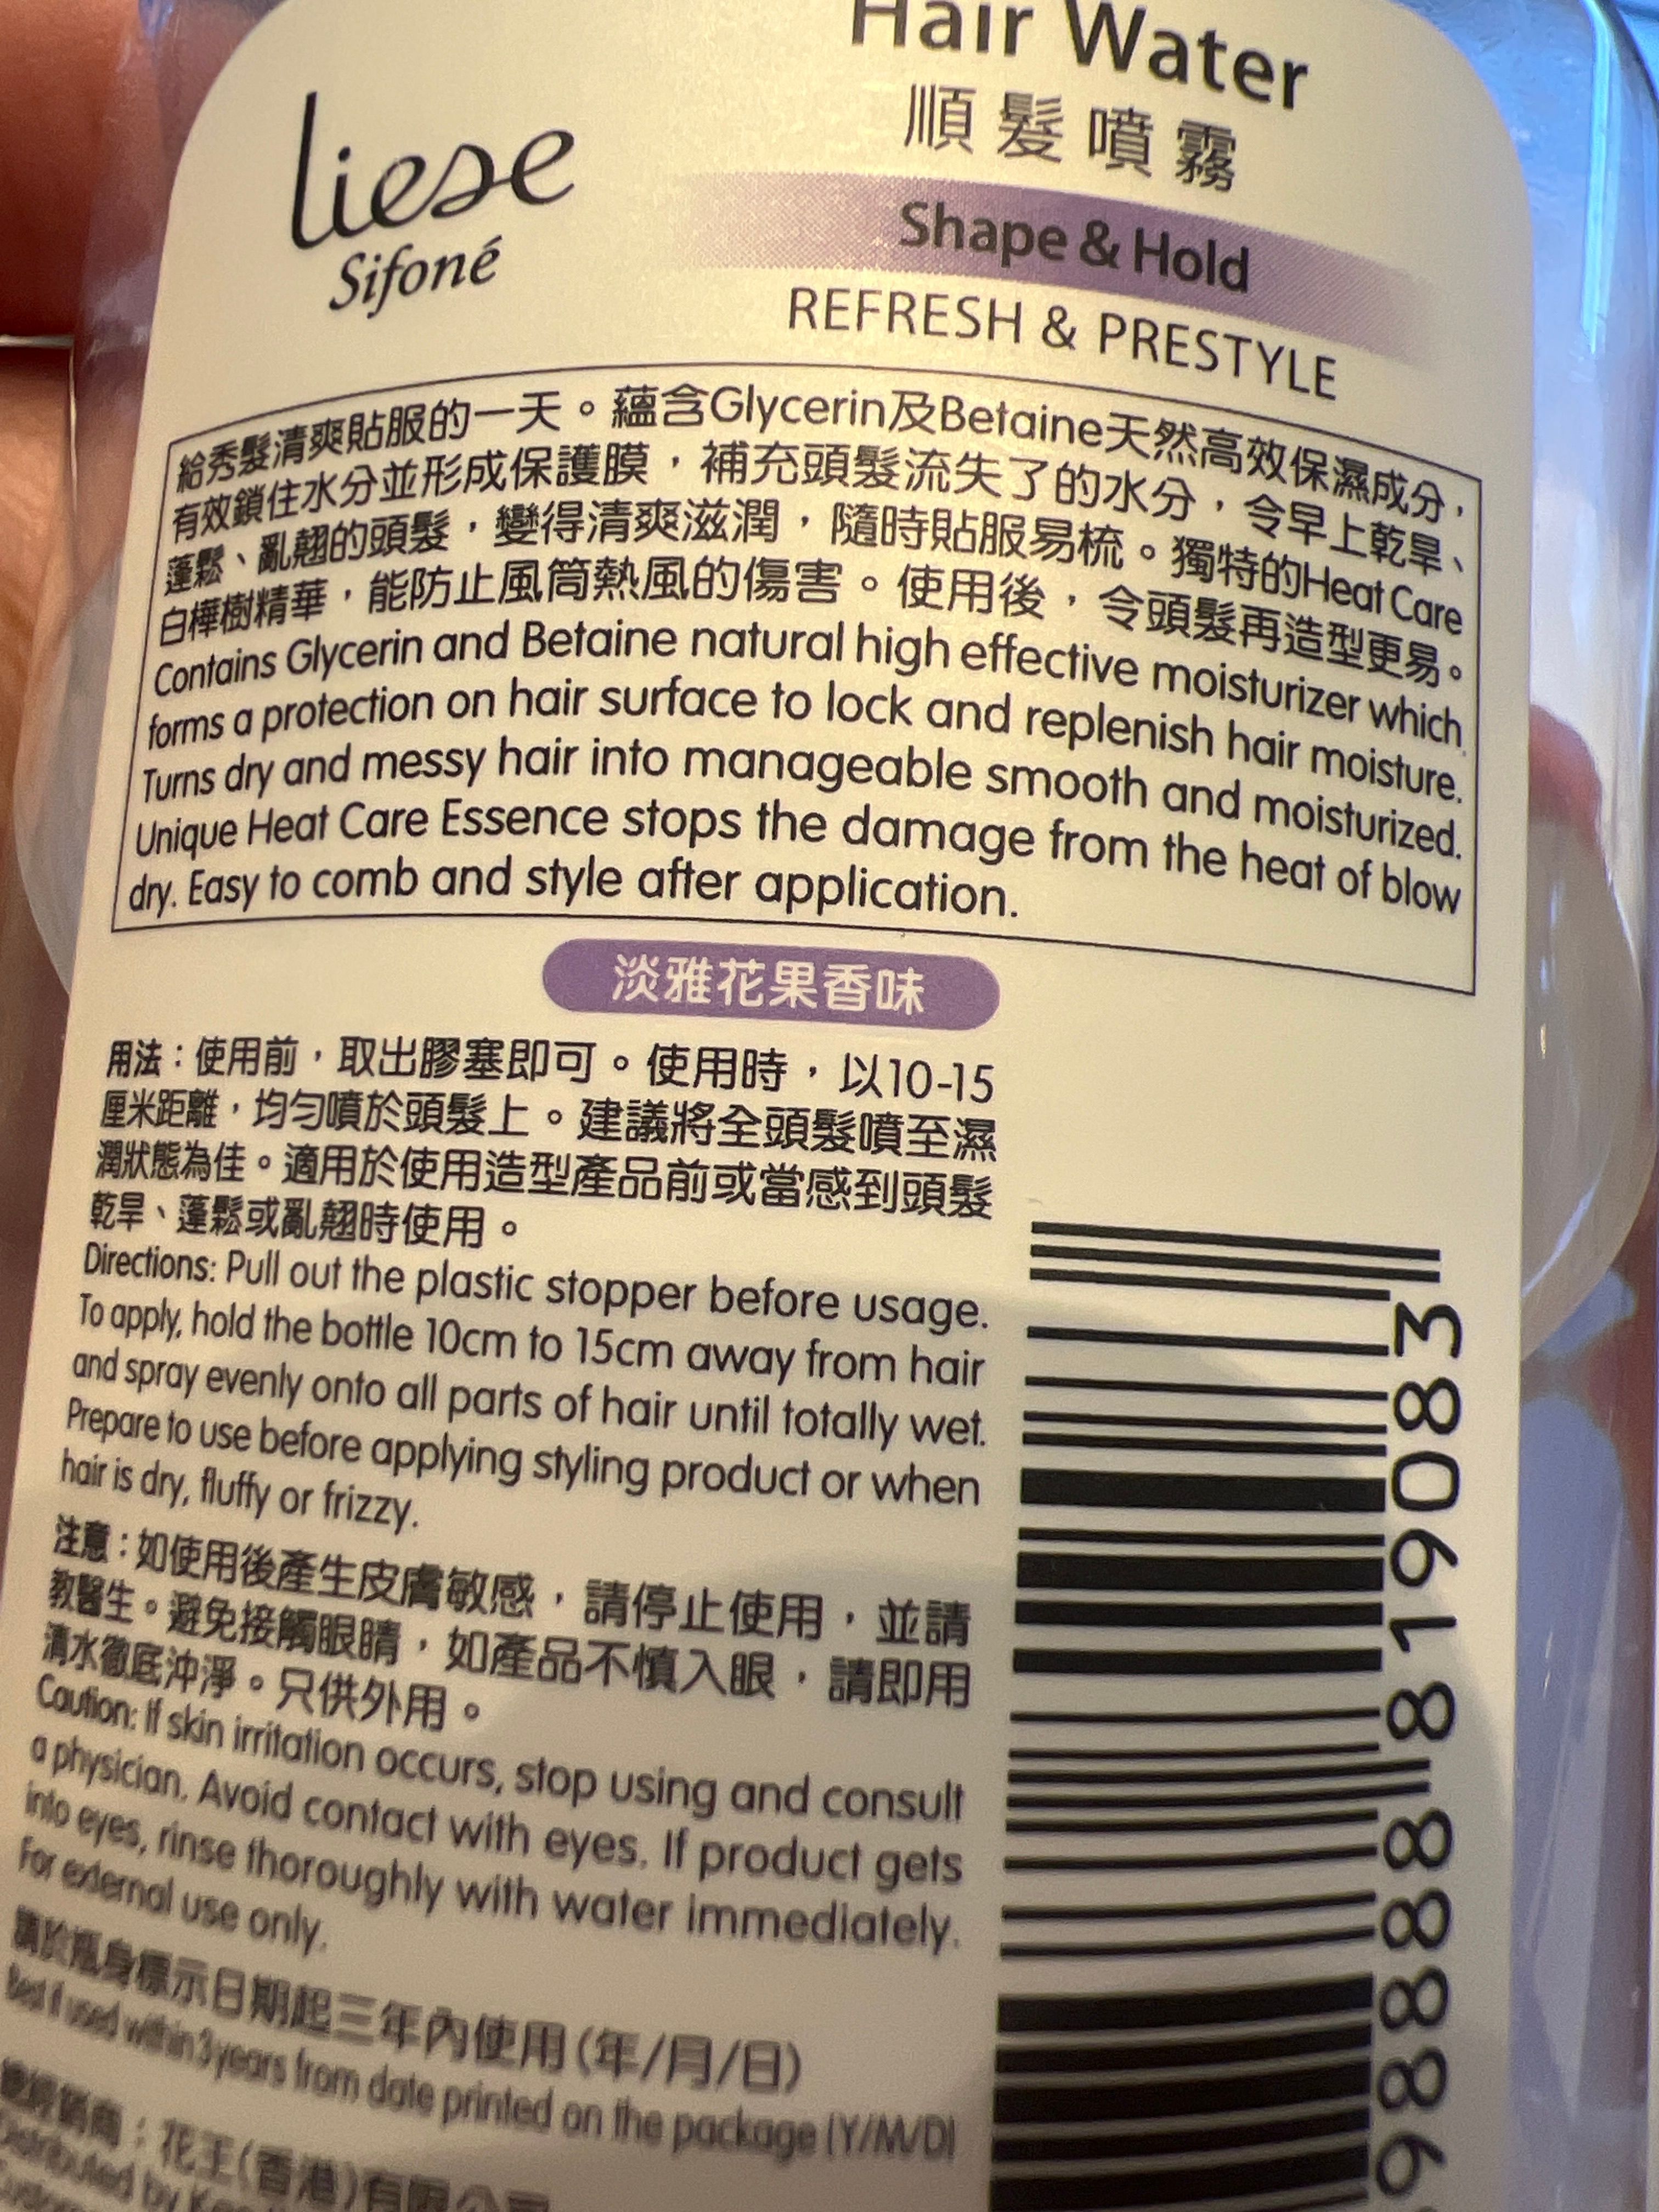 Hair Water
順髮噴霧
liese
Sifoné
Shape & Hold
REFRESH & PRESTYLE
給秀髮清爽貼服的一天。蘊含Glycerin及Betaine天然高效保濕成分，
有效鎖住水分並形成保護膜，補充頭髮流失了的水分，令早上乾旱、
蓬鬆、亂翹的頭髮，變得清爽滋潤，隨時貼服易梳。獨特的Heat Care
白樺樹精華，能防止風筒熱風的傷害。使用後，令頭髮再造型更易。
Contains Glycerin and Betaine natural high effective moisturizer which
forms a protection on hair surface to lock and replenish hair moisture.
Turns dry and messy hair into manageable smooth and moisturized.
Unique Heat Care Essence stops the damage from the heat of blow
dry. Easy to comb and style after application.
淡雅花果香味
用法：使用前，取出膠塞即可。使用時，以10-15
厘米距離，均勻噴於頭髮上。建議將全頭髮噴至濕
潤狀態為佳。適用於使用造型產品前或當感到頭髮
乾旱、蓬鬆或亂翹時使用。
Directions: Pull out the plastic stopper before usage.
To apply, hold the bottle 10cm to 15cm away from hair
and spray evenly onto all parts of hair until totally wet.
Prepare to use before applying styling product or when
hair is dry, fluffy or frizzy.
注意：如使用後產生皮膚敏感，請停止使用，並請
教醫生。避免接觸眼睛，如產品不慎入眼，請即用
清水徹底沖淨。只供外用。
Caution: If skin irritation occurs, stop using and consult
a physician. Avoid contact with eyes. If product gets
into eyes, rinse thoroughly with water immediately.
For external use only.
請於瓶身標示日期起三年內使用(年/月/日)
Best if used within 3 years from date printed on the package (Y/M/D)
總經銷商：花王(香港)有限公司
Distributed by Kao
9888881 9083